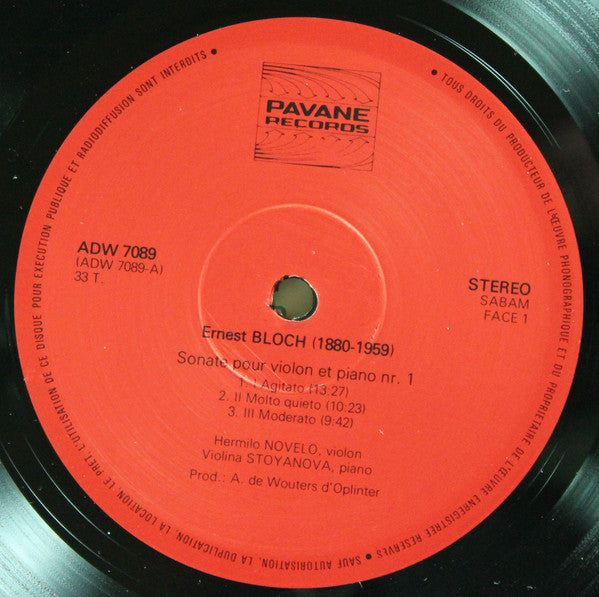 PAVANE
RECORDS
ADW 7089
(ADW 7089-A)
33 T.
STEREO
SABAM
FACE 1
Ernest BLOCH (1880-1959)
Sonate pour violon et piano nr. 1
1. I Agitato (13:27)
2. II Molto quieto (10:23)
3. III Moderato (9:42)
Hermilo NOVELO, violon
Violina STOYANOVA, piano
Prod.: A. de Wouters d'Oplinter
• TOUS DROITS DU PRODUCTEUR DE L'ŒUVRE PHONOGRAPHIQUE ET DU PROPRIETAIRE DE L'ŒUVRE ENREGISTREE RESERVES • SAUF AUTORISATION, LA DUPLICATION, LA LOCATION, LE PRET, L'UTILISATION DE CE DISQUE POUR EXECUTION PUBLIQUE ET RADIODIFFUSION SONT INTERDITS •